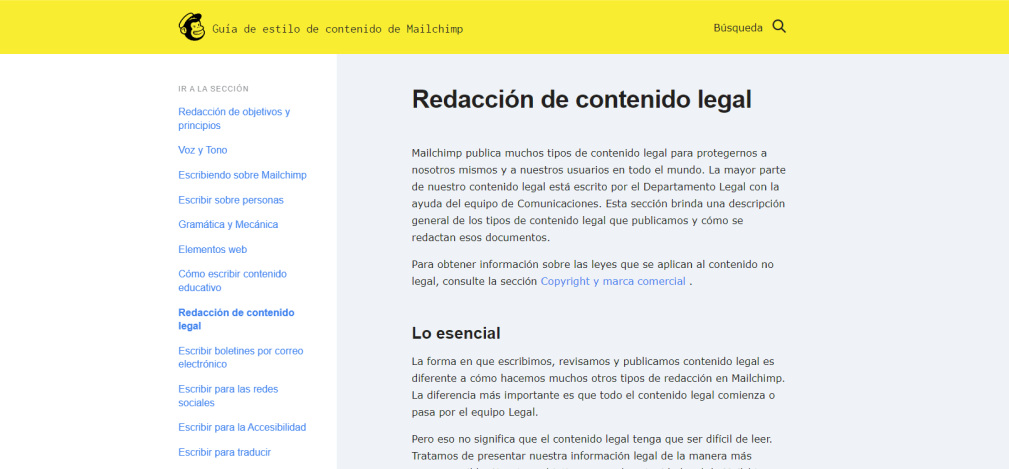 Guía de estilo de contenido de Mailchimp
Búsqueda
IR A LA SECCIÓN
Redacción de objetivos y
principios
Voz y Tono
Escribiendo sobre Mailchimp
Escribir sobre personas
Gramática y Mecánica
Elementos web
Cómo escribir contenido
educativo
Redacción de contenido
legal
Escribir boletines por correo
electrónico
Escribir para las redes
sociales
Escribir para la Accesibilidad
Escribir para traducir
Redacción de contenido legal
Mailchimp publica muchos tipos de contenido legal para protegernos a
nosotros mismos y a nuestros usuarios en todo el mundo. La mayor parte
de nuestro contenido legal está escrito por el Departamento Legal con la
ayuda del equipo de Comunicaciones. Esta sección brinda una descripción
general de los tipos de contenido legal que publicamos y cómo se
redactan esos documentos.
Para obtener información sobre las leyes que se aplican al contenido no
legal, consulte la sección Copyright y marca comercial .
Lo esencial
La forma en que escribimos, revisamos y publicamos contenido legal es
diferente a cómo hacemos muchos otros tipos de redacción en Mailchimp.
La diferencia más importante es que todo el contenido legal comienza o
pasa por el equipo Legal.
Pero eso no significa que el contenido legal tenga que ser difícil de leer.
Tratamos de presentar nuestra información legal de la manera más